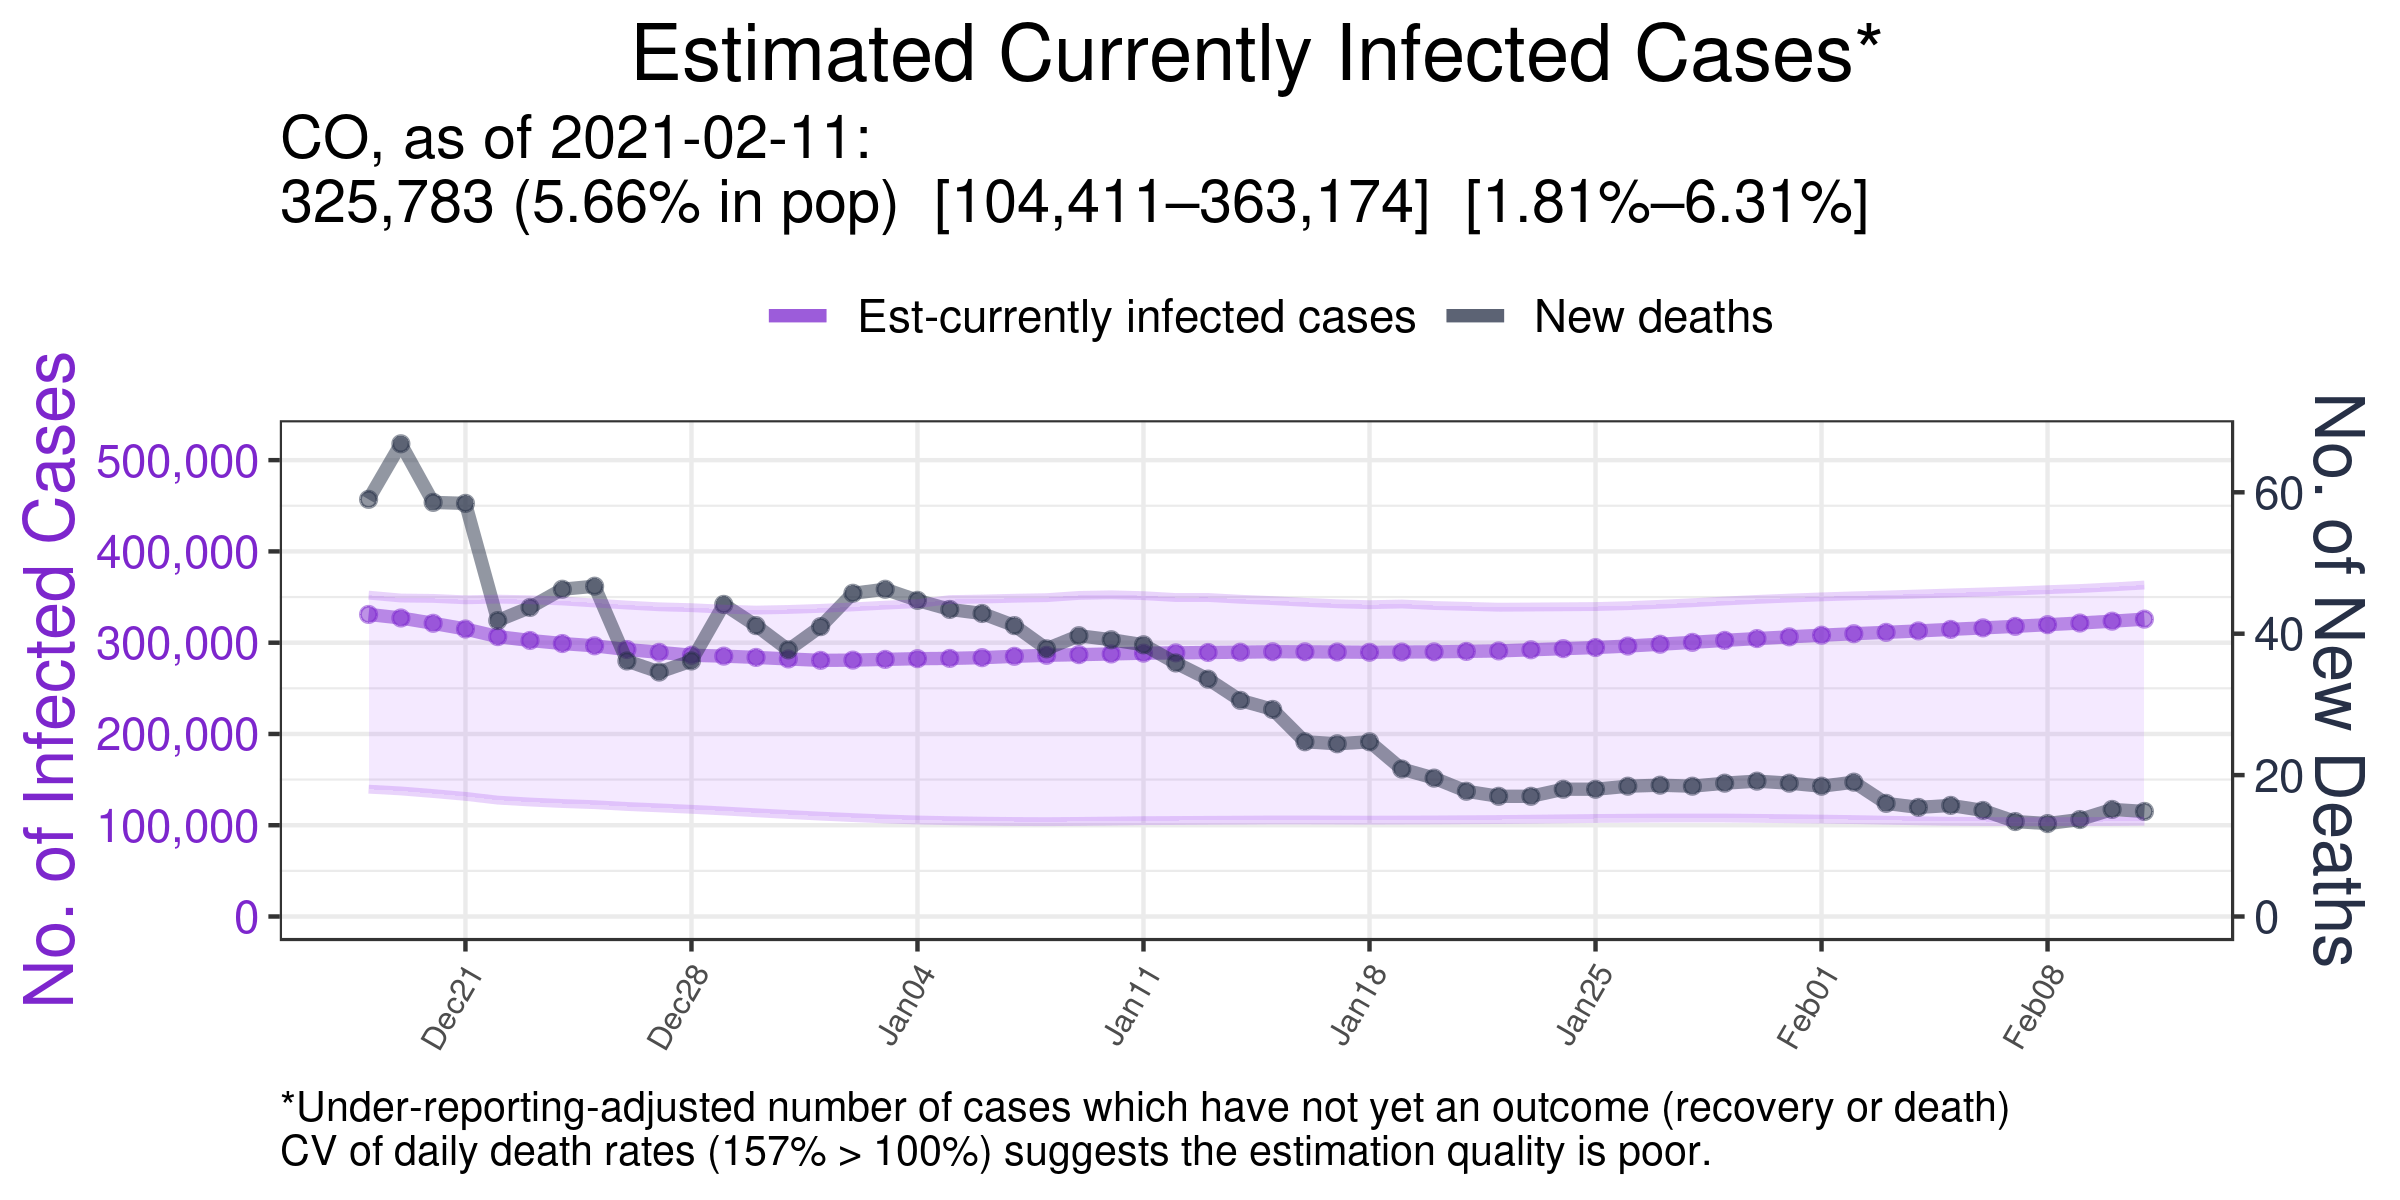 Estimated Currently Infected Cases*
CO, as of 2021-02-11:
325,783 (5.66% in pop)  [104,411–363,174]  [1.81%–6.31%]
Est-currently infected cases
New deaths
No. of Infected Cases
500,000
400,000
300,000
200,000
100,000
0
60
40
20
0
No. of New Deaths
Dec21
Dec28
Jan04
Jan11
Jan18
Jan25
Feb01
Feb08
*Under-reporting-adjusted number of cases which have not yet an outcome (recovery or death)
CV of daily death rates (157% > 100%) suggests the estimation quality is poor.